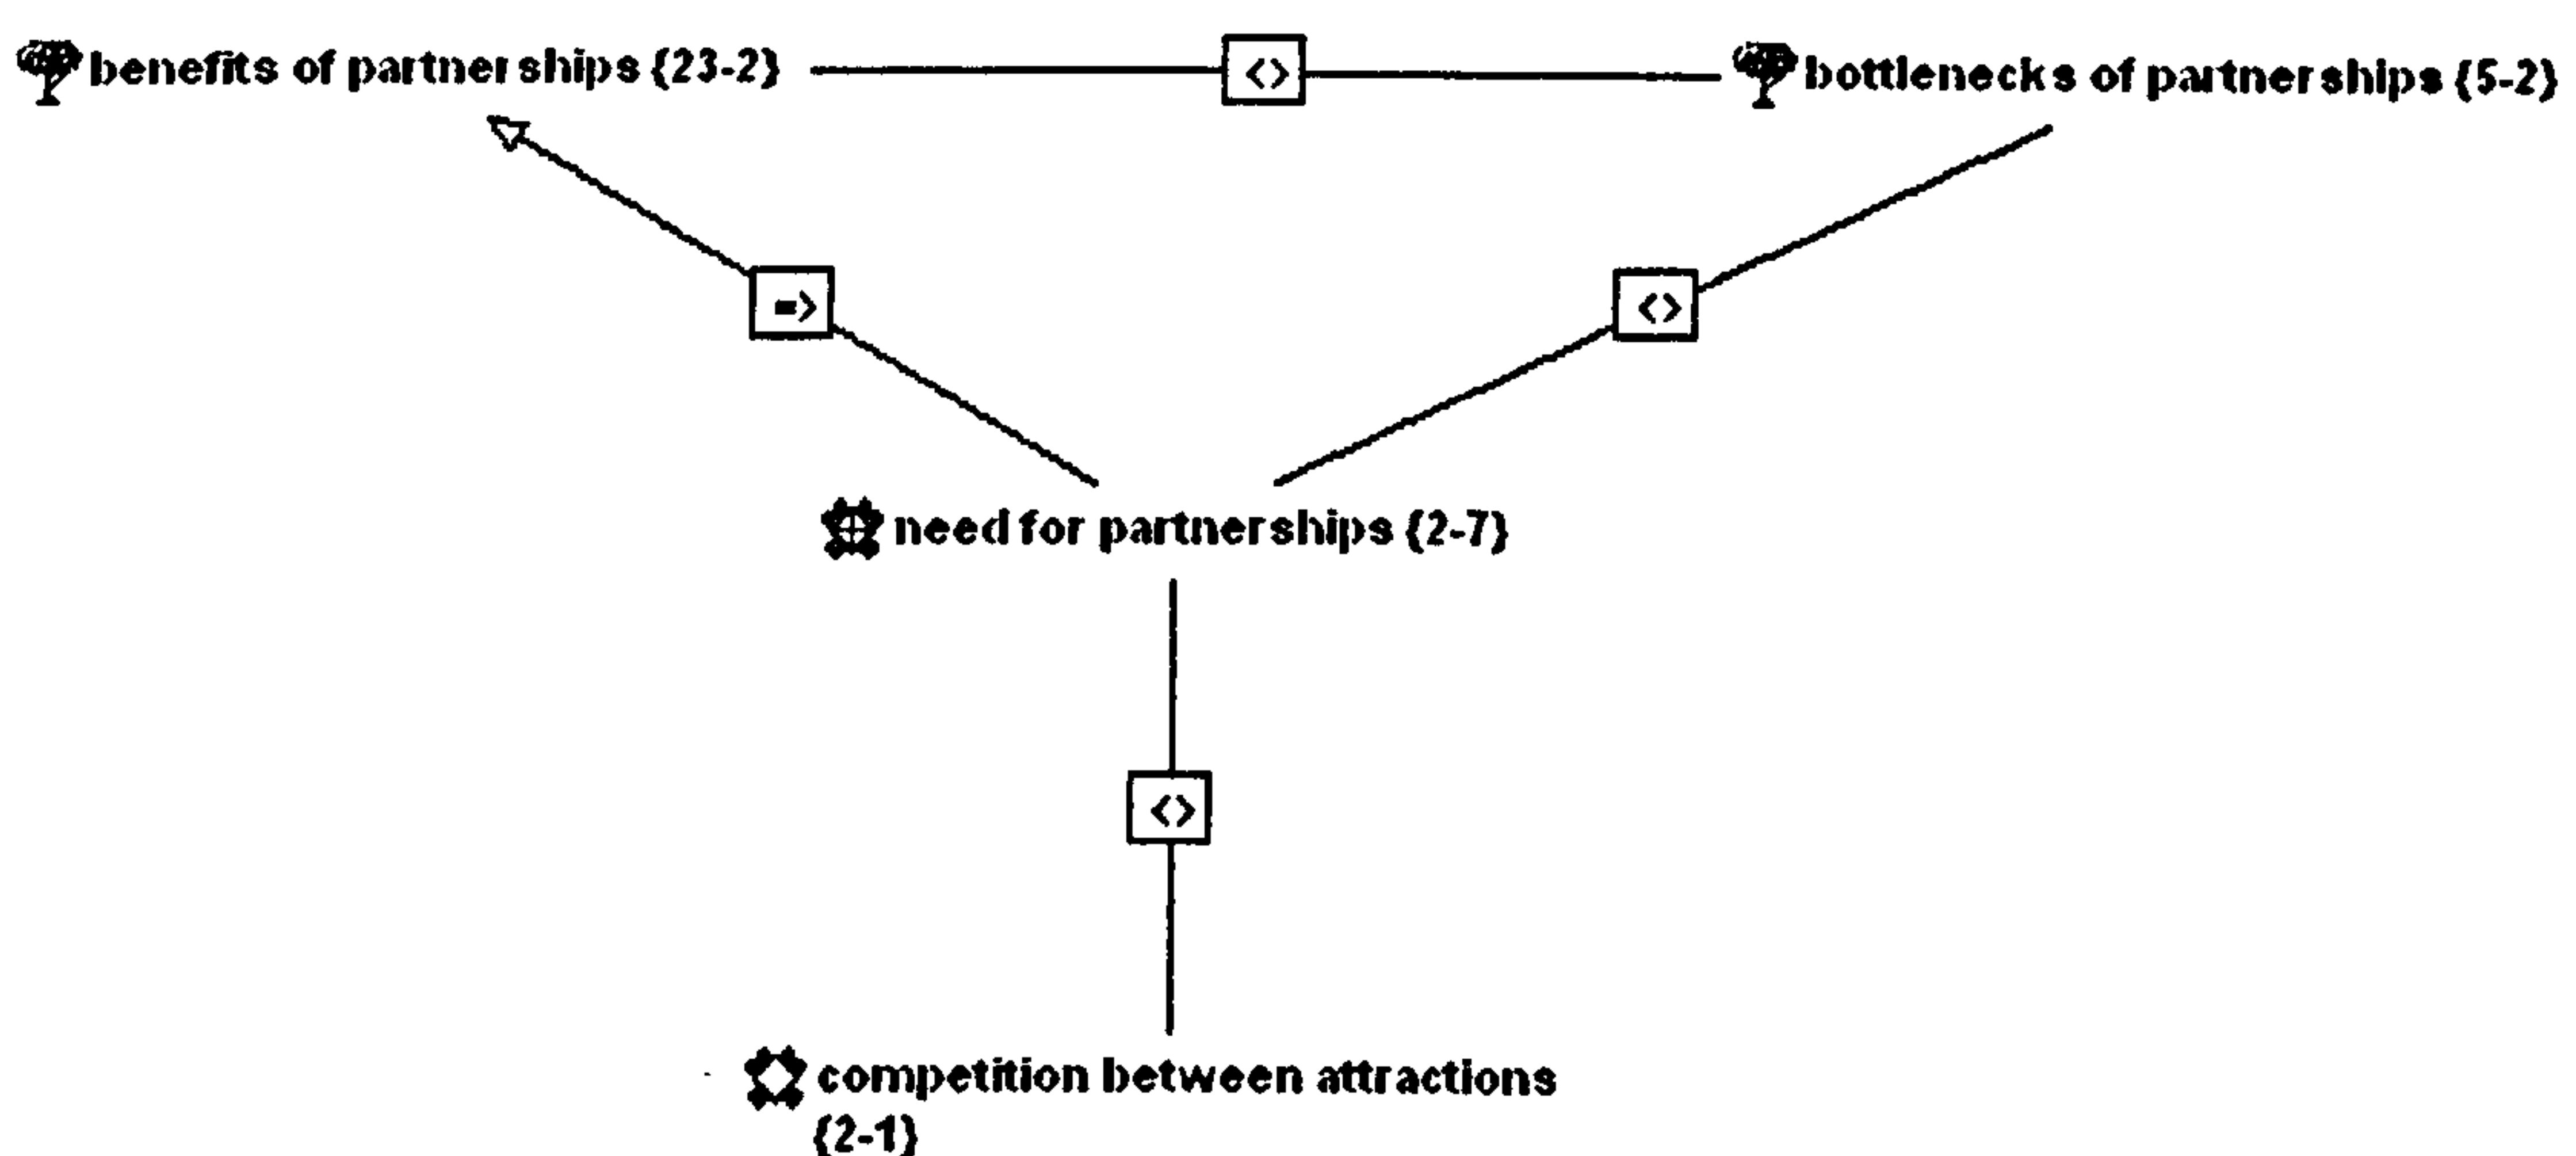 benefits of partnerships {23-2}
<>
bottlenecks of partnerships {5-2}
=>
<>
need for partnerships {2-7}
<>
competition between attractions
{2-1}